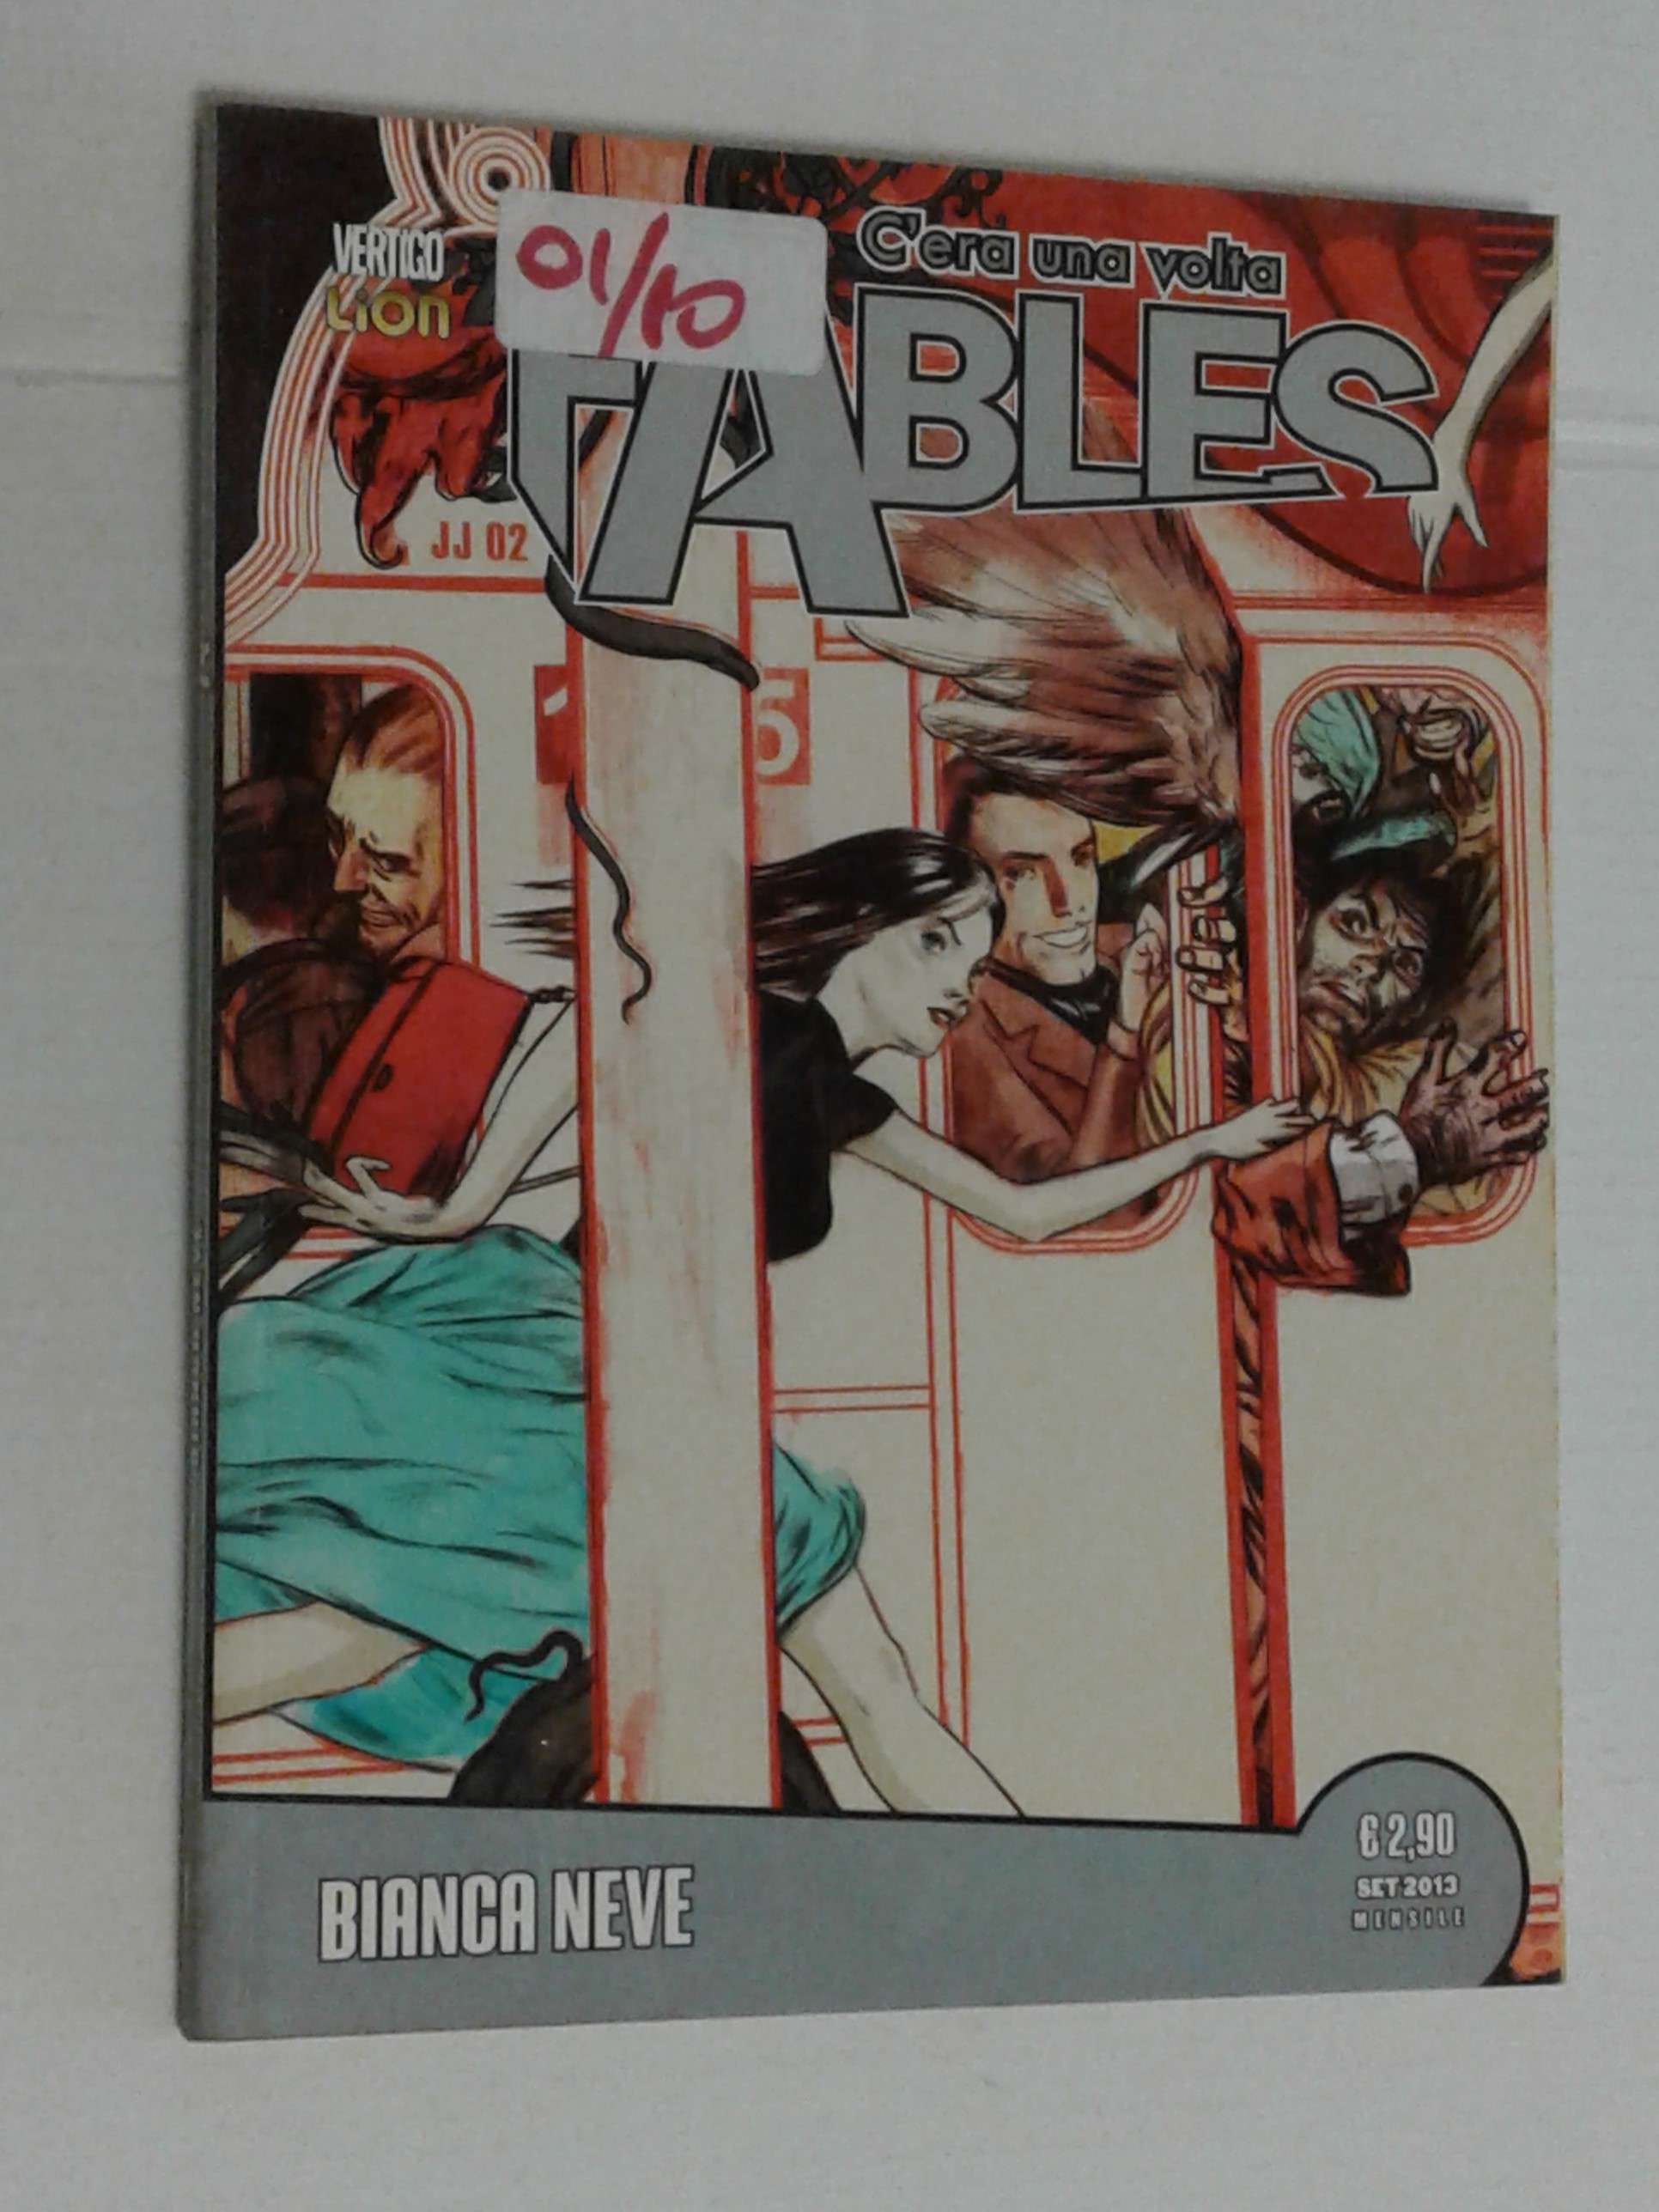 VERTIGO
LION
01/10
C'era una volta
FABLES
JJ 02
BIANCA NEVE
€ 2,90
SET 2013
MENSILE